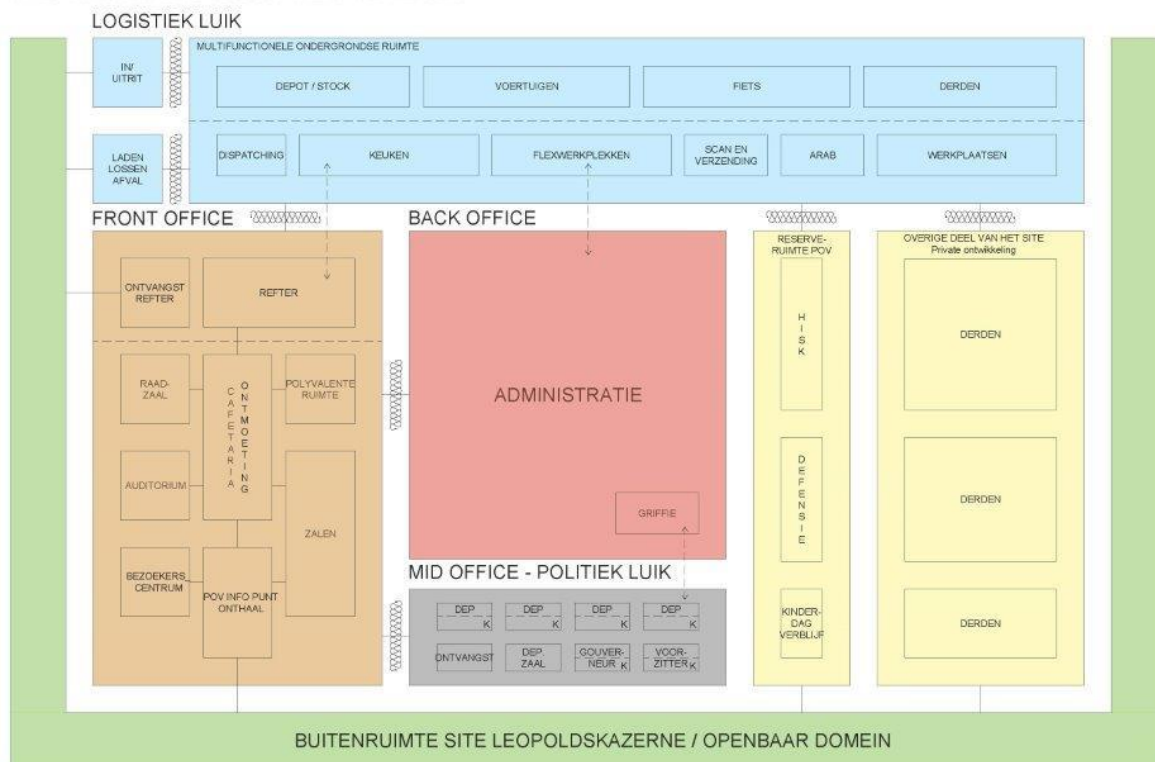 LOGISTIEK LUIK
IN/
UITRIT
MULTIFUNCTIONELE ONDERGRONDSE RUIMTE
DEPOT / STOCK
VOERTUIGEN
FIETS
DERDEN
LADEN
LOSSEN
AFVAL
DISPATCHING
KEUKEN
FLEXWERKPLEKKEN
SCAN EN
VERZENDING
ARAB
WERKPLAATSEN
FRONT OFFICE
ONTVANGST
REFTER
REFTER
RAAD-
ZAAL
CAFETARIA
ONTMOETING
POLYVALENTE
RUIMTE
AUDITORIUM
ZALEN
BEZOEKERS_
CENTRUM
POV INFO PUNT
ONTHAAL
BACK OFFICE
ADMINISTRATIE
GRIFFIE
MID OFFICE - POLITIEK LUIK
DEP
K
DEP
K
DEP
K
DEP
K
ONTVANGST
DEP.
ZAAL
GOUVER-
NEUR K
VOOR-
ZITTER K
RESERVE-
RUIMTE POV
HISK
DEFENSIE
KINDER-
DAG
VERBLIJF
OVERIGE DEEL VAN HET SITE
Private ontwikkeling
DERDEN
DERDEN
DERDEN
BUITENRUIMTE SITE LEOPOLDSKAZERNE / OPENBAAR DOMEIN